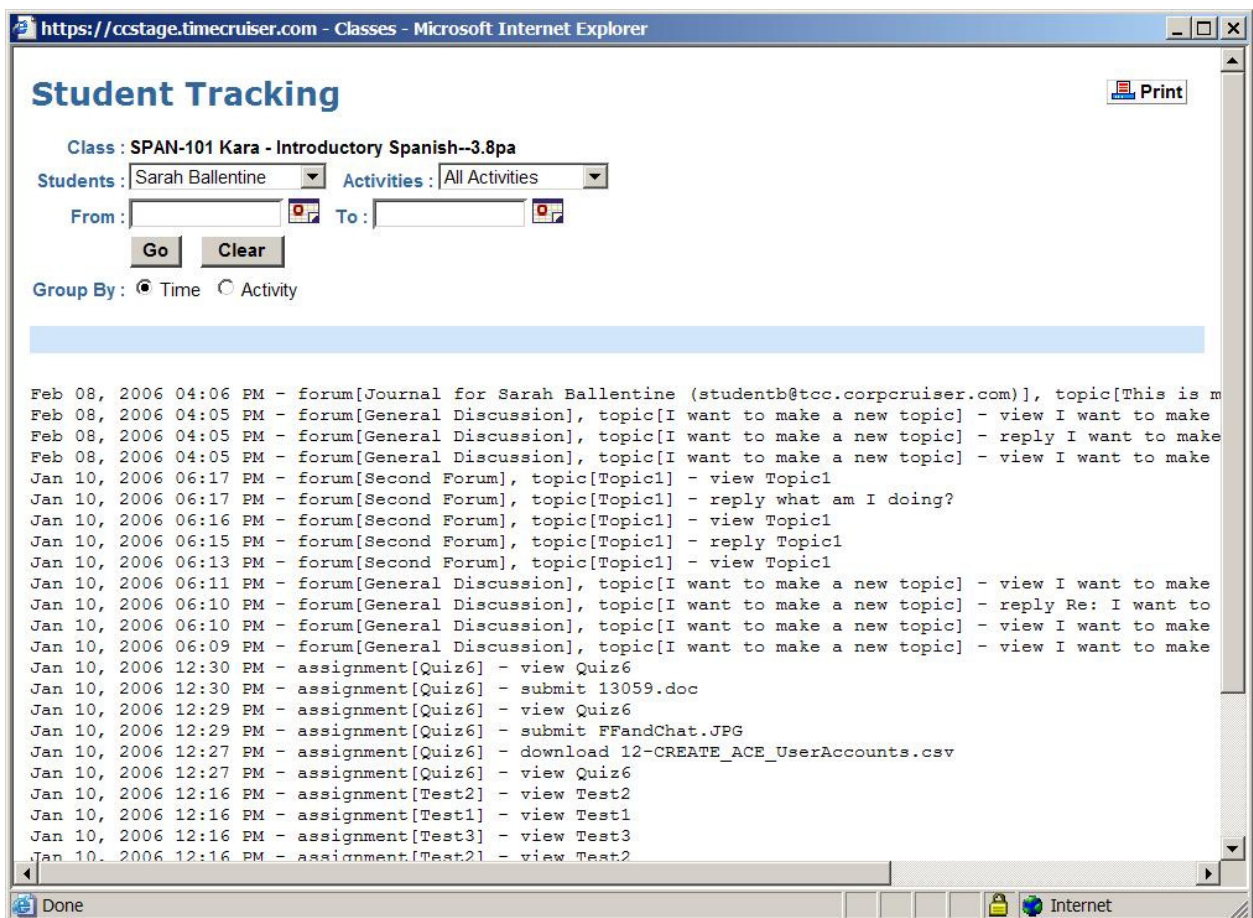 https://ccstage.timecruiser.com - Classes - Microsoft Internet Explorer
Student Tracking
Print
Class : SPAN-101 Kara - Introductory Spanish--3.8pa
Students : Sarah Ballentine Activities : All Activities
From : To :
Go Clear
Group By : Time Activity
Feb 08, 2006 04:06 PM - forum[Journal for Sarah Ballentine (studentb@tcc.corpcruiser.com)], topic[This is m
Feb 08, 2006 04:05 PM - forum[General Discussion], topic[I want to make a new topic] - view I want to make
Feb 08, 2006 04:05 PM - forum[General Discussion], topic[I want to make a new topic] - reply I want to make
Feb 08, 2006 04:05 PM - forum[General Discussion], topic[I want to make a new topic] - view I want to make
Jan 10, 2006 06:17 PM - forum[Second Forum], topic[Topic1] - view Topic1
Jan 10, 2006 06:17 PM - forum[Second Forum], topic[Topic1] - reply what am I doing?
Jan 10, 2006 06:16 PM - forum[Second Forum], topic[Topic1] - view Topic1
Jan 10, 2006 06:15 PM - forum[Second Forum], topic[Topic1] - reply Topic1
Jan 10, 2006 06:13 PM - forum[Second Forum], topic[Topic1] - view Topic1
Jan 10, 2006 06:11 PM - forum[General Discussion], topic[I want to make a new topic] - view I want to make
Jan 10, 2006 06:10 PM - forum[General Discussion], topic[I want to make a new topic] - reply Re: I want to
Jan 10, 2006 06:10 PM - forum[General Discussion], topic[I want to make a new topic] - view I want to make
Jan 10, 2006 06:09 PM - forum[General Discussion], topic[I want to make a new topic] - view I want to make
Jan 10, 2006 12:30 PM - assignment[Quiz6] - view Quiz6
Jan 10, 2006 12:30 PM - assignment[Quiz6] - submit 13059.doc
Jan 10, 2006 12:29 PM - assignment[Quiz6] - view Quiz6
Jan 10, 2006 12:29 PM - assignment[Quiz6] - submit FFandChat.JPG
Jan 10, 2006 12:27 PM - assignment[Quiz6] - download 12-CREATE_ACE_UserAccounts.csv
Jan 10, 2006 12:27 PM - assignment[Quiz6] - view Quiz6
Jan 10, 2006 12:16 PM - assignment[Test2] - view Test2
Jan 10, 2006 12:16 PM - assignment[Test1] - view Test1
Jan 10, 2006 12:16 PM - assignment[Test3] - view Test3
Jan 10, 2006 12:16 PM - assignment[Test2] - view Test2
Done
Internet